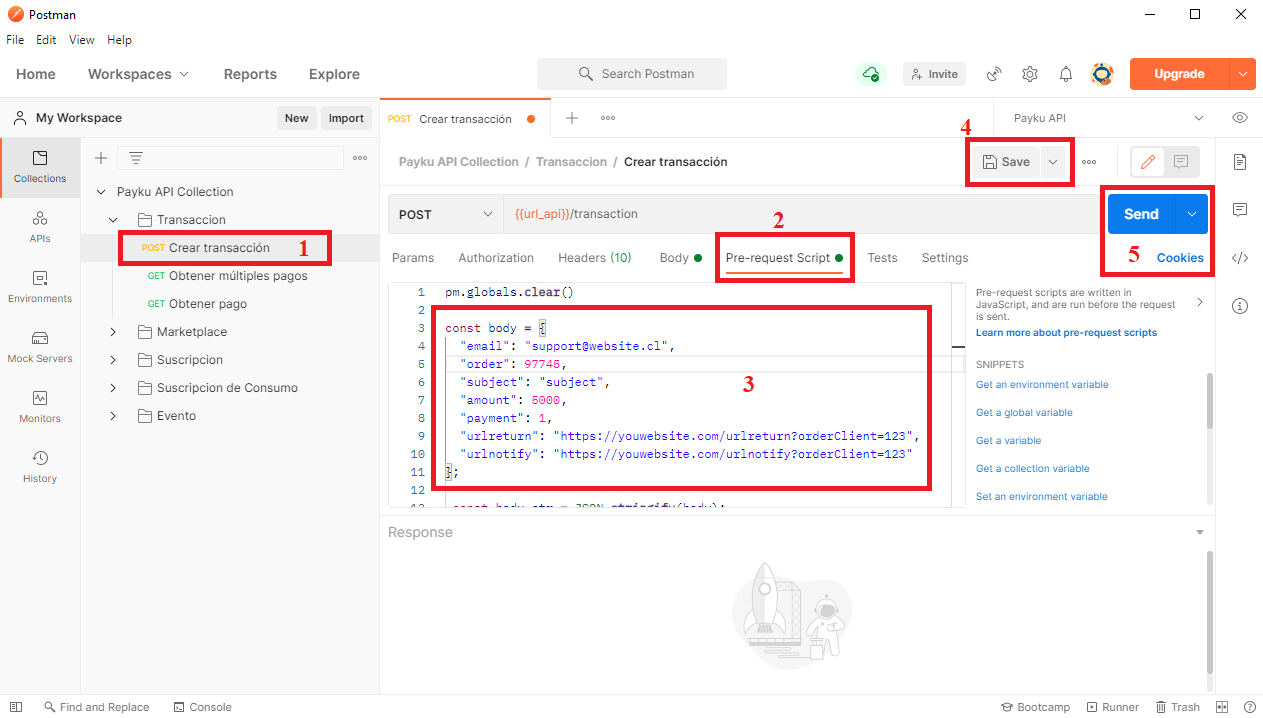 Postman
File Edit View Help
Home Workspaces Reports Explore Search Postman Invite Upgrade
My Workspace New Import
POST Crear transacción
Payku API
Collections
APIs
Environments
Mock Servers
Monitors
History
Payku API Collection
Transaccion
POST Crear transacción 1
GET Obtener múltiples pagos
GET Obtener pago
Marketplace
Suscripcion
Suscripcion de Consumo
Evento
Payku API Collection / Transaccion / Crear transacción
4
Save
POST {{url_api}}/transaction
Send
5
Cookies
2
Params Authorization Headers (10) Body Pre-request Script Tests Settings
1 pm.globals.clear()
2
3 const body = {
4 "email": "support@website.cl",
5 "order": 97745,
6 "subject": "subject",
3
7 "amount": 5000,
8 "payment": 1,
9 "urlreturn": "https://youwebsite.com/urlreturn?orderClient=123",
10 "urlnotify": "https://youwebsite.com/urlnotify?orderClient=123"
11 };
12
13 const body_str = JSON.stringify(body);
Pre-request scripts are written in
JavaScript, and are run before the request
is sent.
Learn more about pre-request scripts
SNIPPETS
Get an environment variable
Get a global variable
Get a variable
Get a collection variable
Set an environment variable
Response
Find and Replace Console Bootcamp Runner Trash